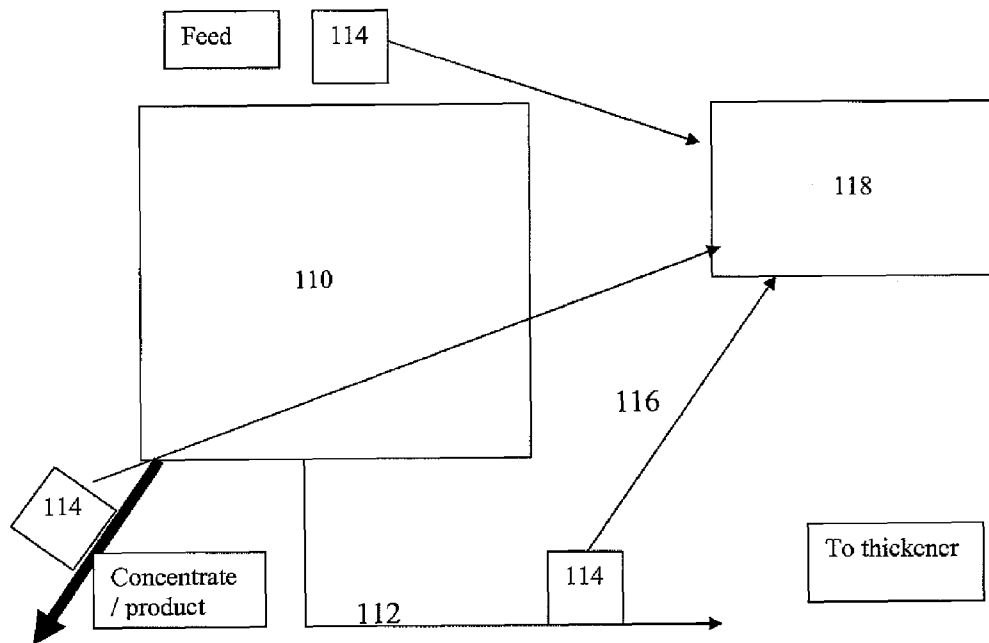 Feed
114
118
110
116
114
To thickener
114
Concentrate
/ product
112